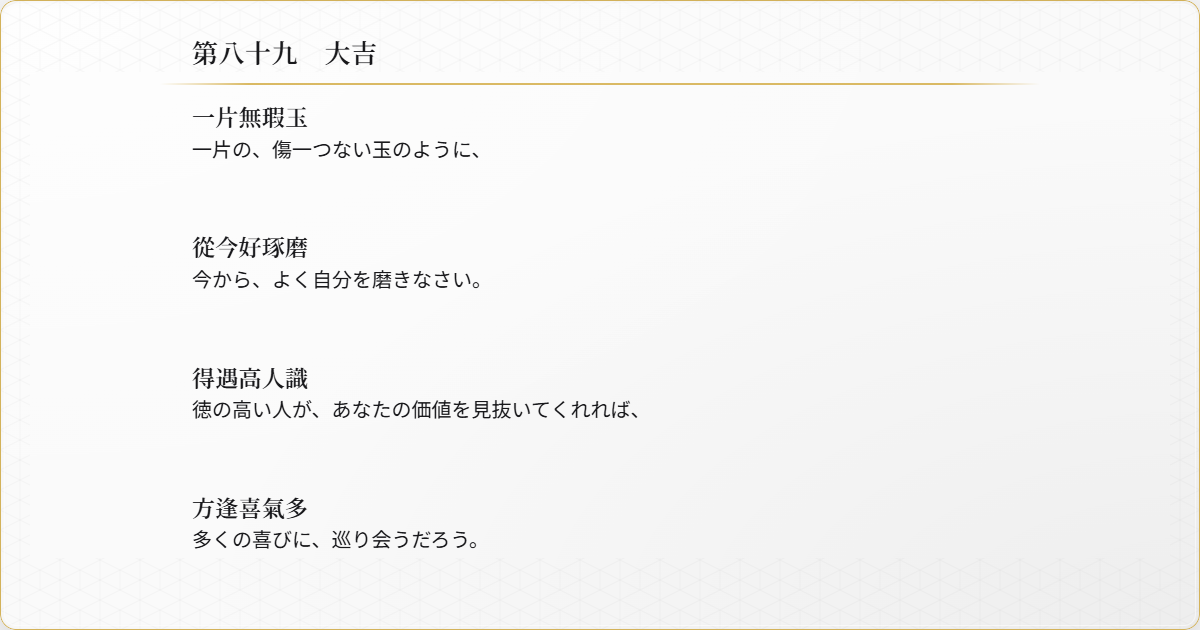 第八十九　大吉
一片無瑕玉
一片の、傷一つない玉のように、
從今好琢磨
今から、よく自分を磨きなさい。
得遇高人識
徳の高い人が、あなたの価値を見抜いてくれれば、
方逢喜氣多
多くの喜びに、巡り会うだろう。